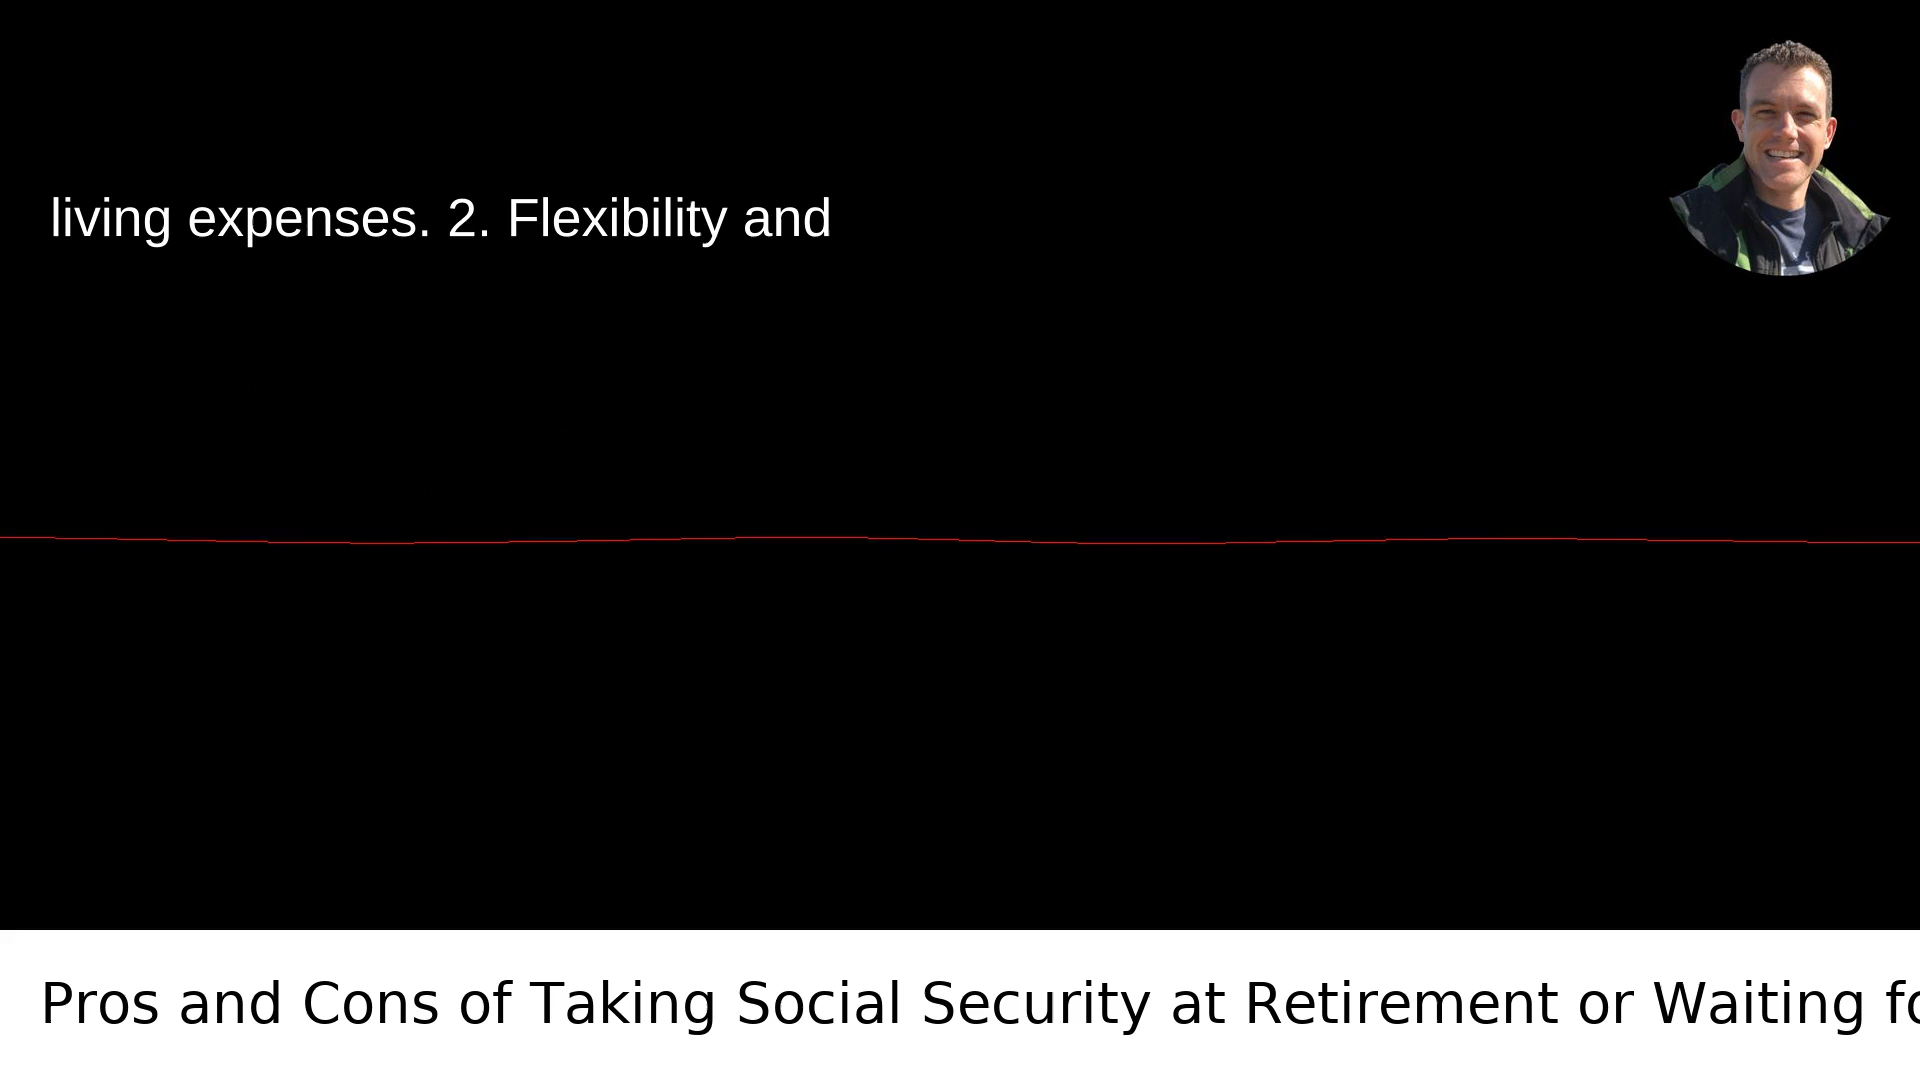 living expenses. 2. Flexibility and
Pros and Cons of Taking Social Security at Retirement or Waiting